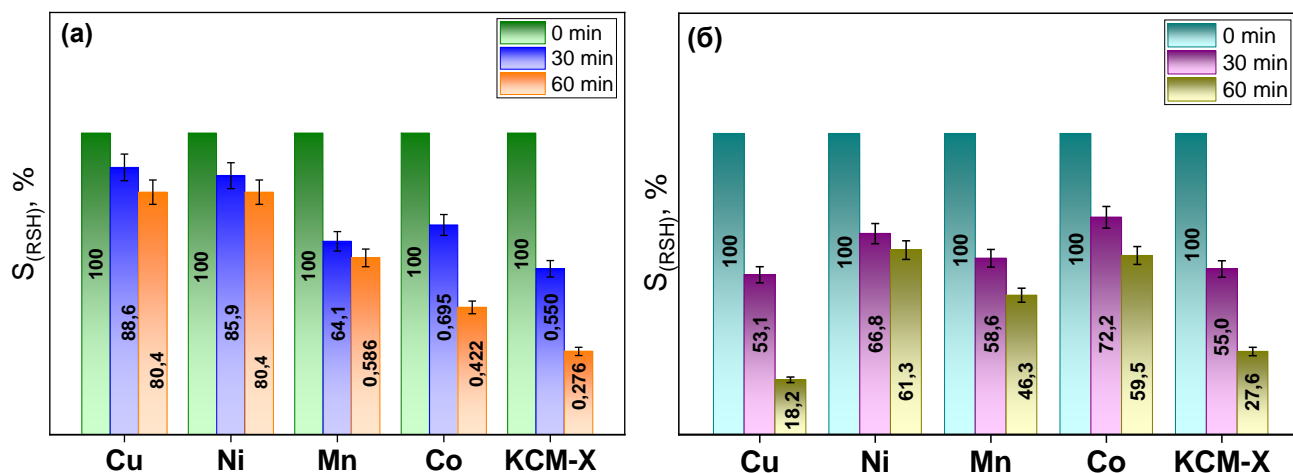 (а)
0 min
30 min
60 min
S(RSH), %
100
88,6
80,4
100
85,9
80,4
100
64,1
0,586
100
0,695
0,422
100
0,550
0,276
Cu Ni Mn Co KCM-X
(б)
0 min
30 min
60 min
S(RSH), %
100
53,1
18,2
100
66,8
61,3
100
58,6
46,3
100
72,2
59,5
100
55,0
27,6
Cu Ni Mn Co KCM-X